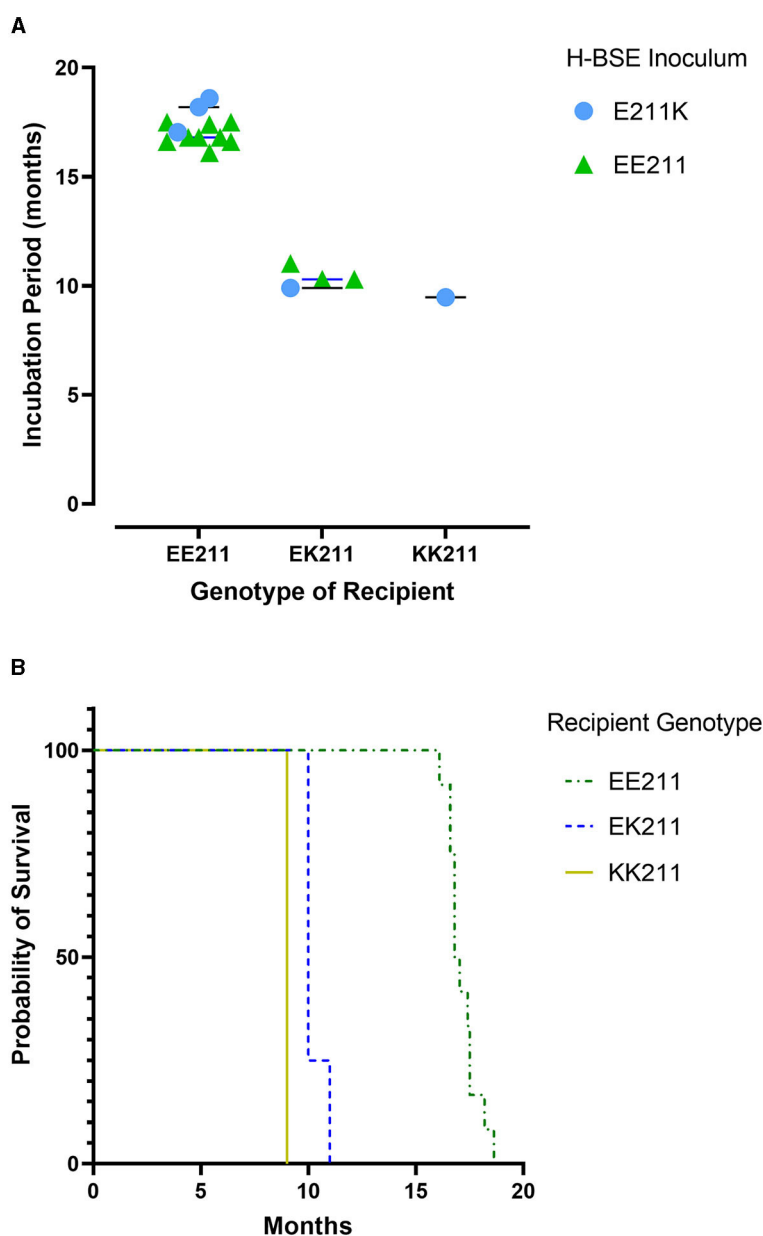 A
H-BSE Inoculum
E211K
EE211
Incubation Period (months)
20
15
10
5
0
EE211 EK211 KK211
Genotype of Recipient
B
Recipient Genotype
EE211
EK211
KK211
Probability of Survival
100
50
0
0 5 10 15 20
Months